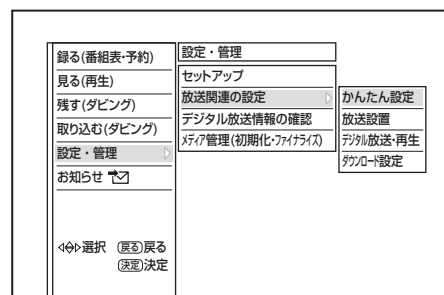 録る(番組表・予約)
見る(再生)
残す(ダビング)
取り込む(ダビング)
設定・管理
お知らせ
選択 戻る戻る
決定決定
設定・管理
セットアップ
放送関連の設定
デジタル放送情報の確認
メディア管理(初期化・ファイナライズ)
かんたん設定
放送設置
デジタル放送・再生
ダウンロード設定